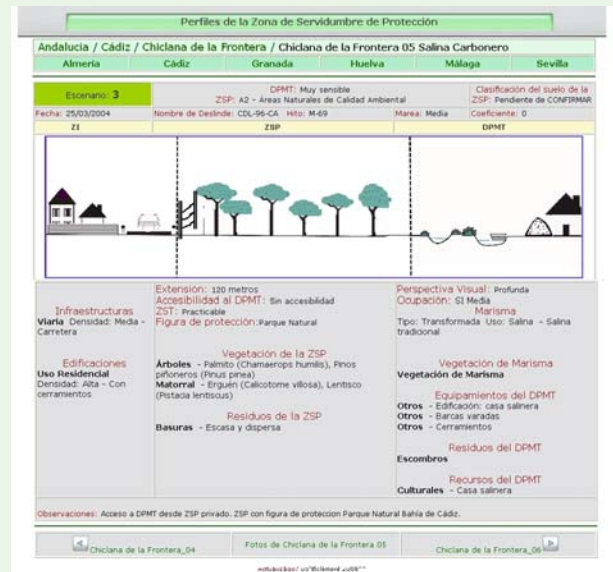 Perfiles de la Zona de Servidumbre de Protección
Andalucia / Cádiz / Chiclana de la Frontera / Chiclana de la Frontera 05 Salina Carbonero
Almería Cádiz Granada Huelva Málaga Sevilla
Escenario: 3
DPMT: Muy sensible
ZSP: A2 - Áreas Naturales de Calidad Ambiental
Clasificación del suelo de la
ZSP: Pendiente de CONFIRMAR
Fecha: 25/03/2004 Nombre de Deslinde: CDL-96-CA Hito: M-69 Marea: Media Coeficiente: 0
ZI ZSP DPMT
Infraestructuras
Viaria Densidad: Media -
Carretera
Edificaciones
Uso Residencial
Densidad: Alta - Con
cerramientos
Extensión: 120 metros
Accesibilidad al DPMT: Sin accesibilidad
ZST: Practicable
Figura de protección: Parque Natural
Vegetación de la ZSP
Árboles - Palmito (Chamaerops humilis), Pinos
piñoneros (Pinus pinea)
Matorral - Erguén (Calicotome villosa), Lentisco
(Pistacia lentiscus)
Residuos de la ZSP
Basuras - Escasa y dispersa
Perspectiva Visual: Profunda
Ocupación: SI Media
Marisma
Tipo: Transformada Uso: Salina - Salina
tradicional
Vegetación de Marisma
Vegetación de Marisma
Equipamientos del DPMT
Otros - Edificación: casa salinera
Otros - Barcas varadas
Otros - Cerramientos
Residuos del DPMT
Escombros
Recursos del DPMT
Culturales - Casa salinera
Observaciones: Acceso a DPMT desde ZSP privado. ZSP con figura de proteccion Parque Natural Bahía de Cádiz.
Chiclana de la Frontera_04 Fotos de Chiclana de la Frontera 05 Chiclana de la Frontera_06